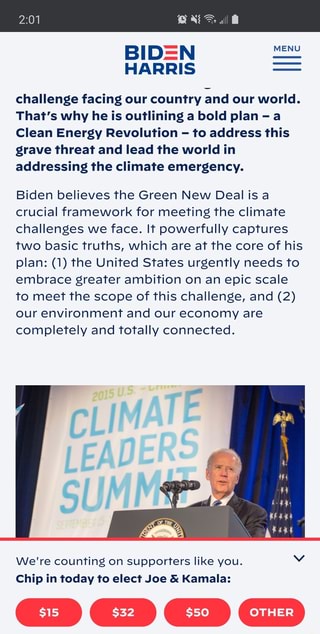 2:01
BIDEN
HARRIS
MENU
challenge facing our country and our world.
That's why he is outlining a bold plan – a
Clean Energy Revolution – to address this
grave threat and lead the world in
addressing the climate emergency.
Biden believes the Green New Deal is a
crucial framework for meeting the climate
challenges we face. It powerfully captures
two basic truths, which are at the core of his
plan: (1) the United States urgently needs to
embrace greater ambition on an epic scale
to meet the scope of this challenge, and (2)
our environment and our economy are
completely and totally connected.
2015 U.S. – 
CLIMATE
LEADERS
SUMMIT
We're counting on supporters like you.
Chip in today to elect Joe & Kamala:
$15
$32
$50
OTHER